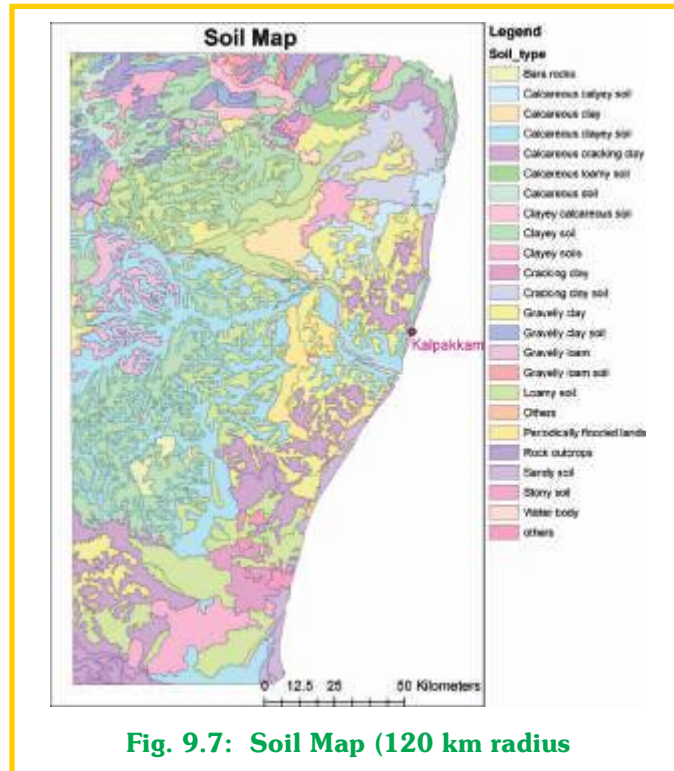 Soil Map
Legend
Soil_type
Bare rocks
Calcareous calyey soil
Calcareous clay
Calcareous clayey soil
Calcareous cracking clay
Calcareous loamy soil
Calcareous soil
Clayey calcareous soil
Clayey soil
Clayey soils
Cracking clay
Cracking clay soil
Gravelly clay
Gravelly clay soil
Gravelly loam
Gravelly loam soil
Loamy soil
Others
Periodically flooded lands
Rock outcrops
Sandy soil
Stony soil
Water body
others
Kalpakkam
0 12.5 25 50 Kilometers
Fig. 9.7: Soil Map (120 km radius